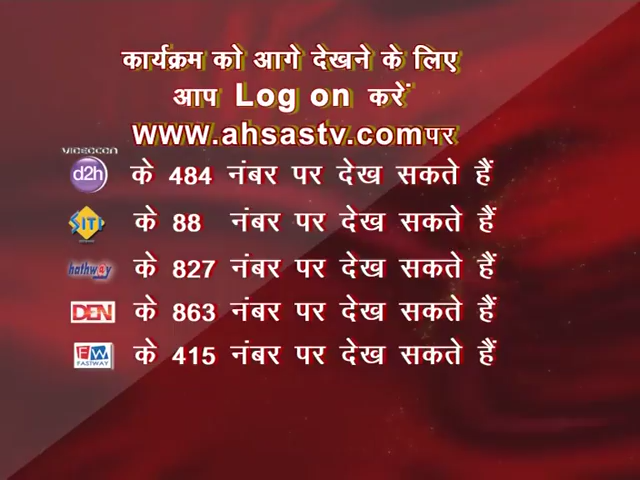 कार्यक्रम को आगे देखने के लिए
आप Log on करें
www.ahsastv.comपर
VIDEOCON
d2h के 484 नंबर पर देख सकते हैं
SITI के 88 नंबर पर देख सकते हैं
hathway के 827 नंबर पर देख सकते हैं
DEN के 863 नंबर पर देख सकते हैं
FW के 415 नंबर पर देख सकते हैं
FASTWAY